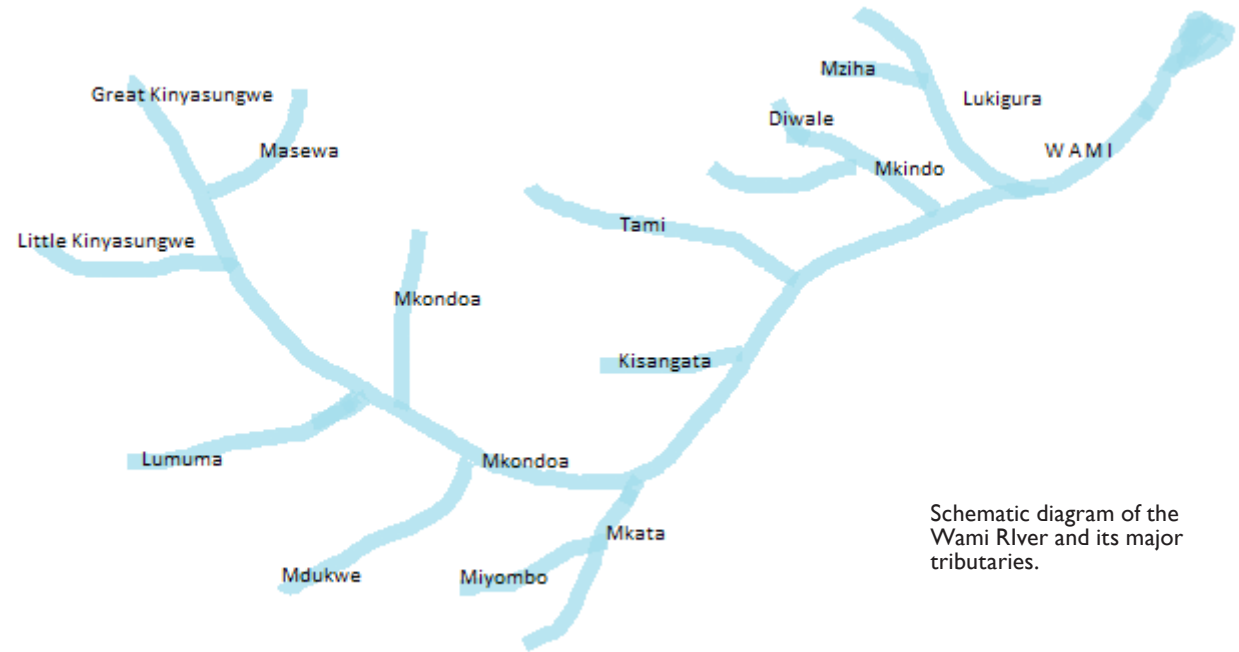 Mziha
Great Kinyasungwe
Lukigura
Diwale
Masewa
WAMI
Mkindo
Tami
Little Kinyasungwe
Mkondoa
Kisangata
Lumuma
Mkondoa
Schematic diagram of the
Wami RIver and its major
tributaries.
Mkata
Mdukwe
Miyombo